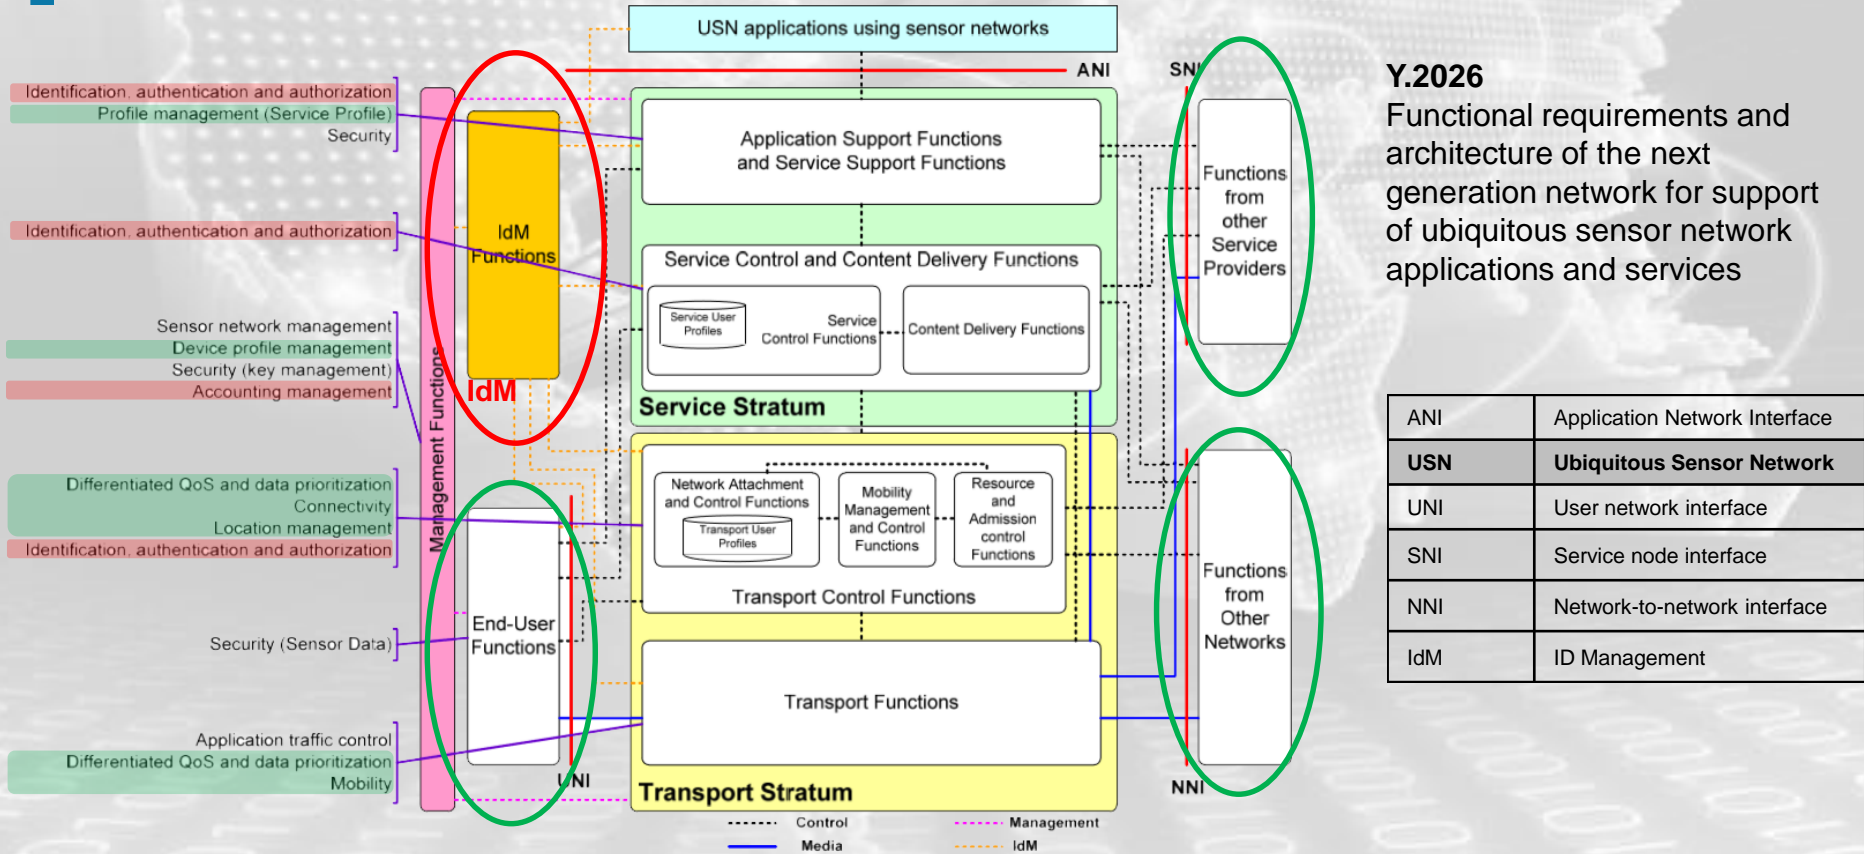 USN applications using sensor networks
ANI
SNI
Identification, authentication and authorization
Profile management (Service Profile)
Security
Identification, authentication and authorization
Sensor network management
Device profile management
Security (key management)
Accounting management
Differentiated QoS and data prioritization
Connectivity
Location management
Identification, authentication and authorization
Security (Sensor Data)
Application traffic control
Differentiated QoS and data prioritization
Mobility
Management Functions
IdM
Functions
IdM
End-User
Functions
UNI
Application Support Functions
and Service Support Functions
Service Control and Content Delivery Functions
Service User
Profiles
Service
Control Functions
Content Delivery Functions
Service Stratum
Network Attachment
and Control Functions
Transport User
Profiles
Mobility
Management
and Control
Functions
Resource
and
Admission
control
Functions
Transport Control Functions
Transport Functions
Transport Stratum
Functions
from
other
Service
Providers
Functions
from
Other
Networks
NNI
Control
Management
Media
IdM
Y.2026
Functional requirements and
architecture of the next
generation network for support
of ubiquitous sensor network
applications and services
ANI Application Network Interface
USN Ubiquitous Sensor Network
UNI User network interface
SNI Service node interface
NNI Network-to-network interface
IdM ID Management